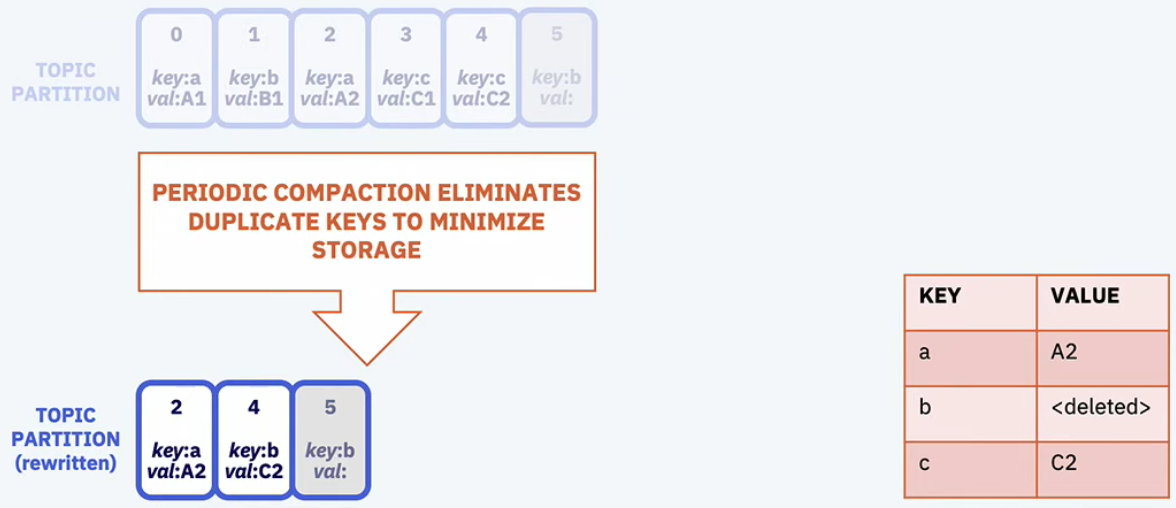 TOPIC
PARTITION
0
key:a
val:A1
1
key:b
val:B1
2
key:a
val:A2
3
key:c
val:C1
4
key:c
val:C2
5
key:b
val:
PERIODIC COMPACTION ELIMINATES
DUPLICATE KEYS TO MINIMIZE
STORAGE
TOPIC
PARTITION
(rewritten)
2
key:a
val:A2
4
key:b
val:C2
5
key:b
val:
KEY VALUE
a A2
b <deleted>
c C2